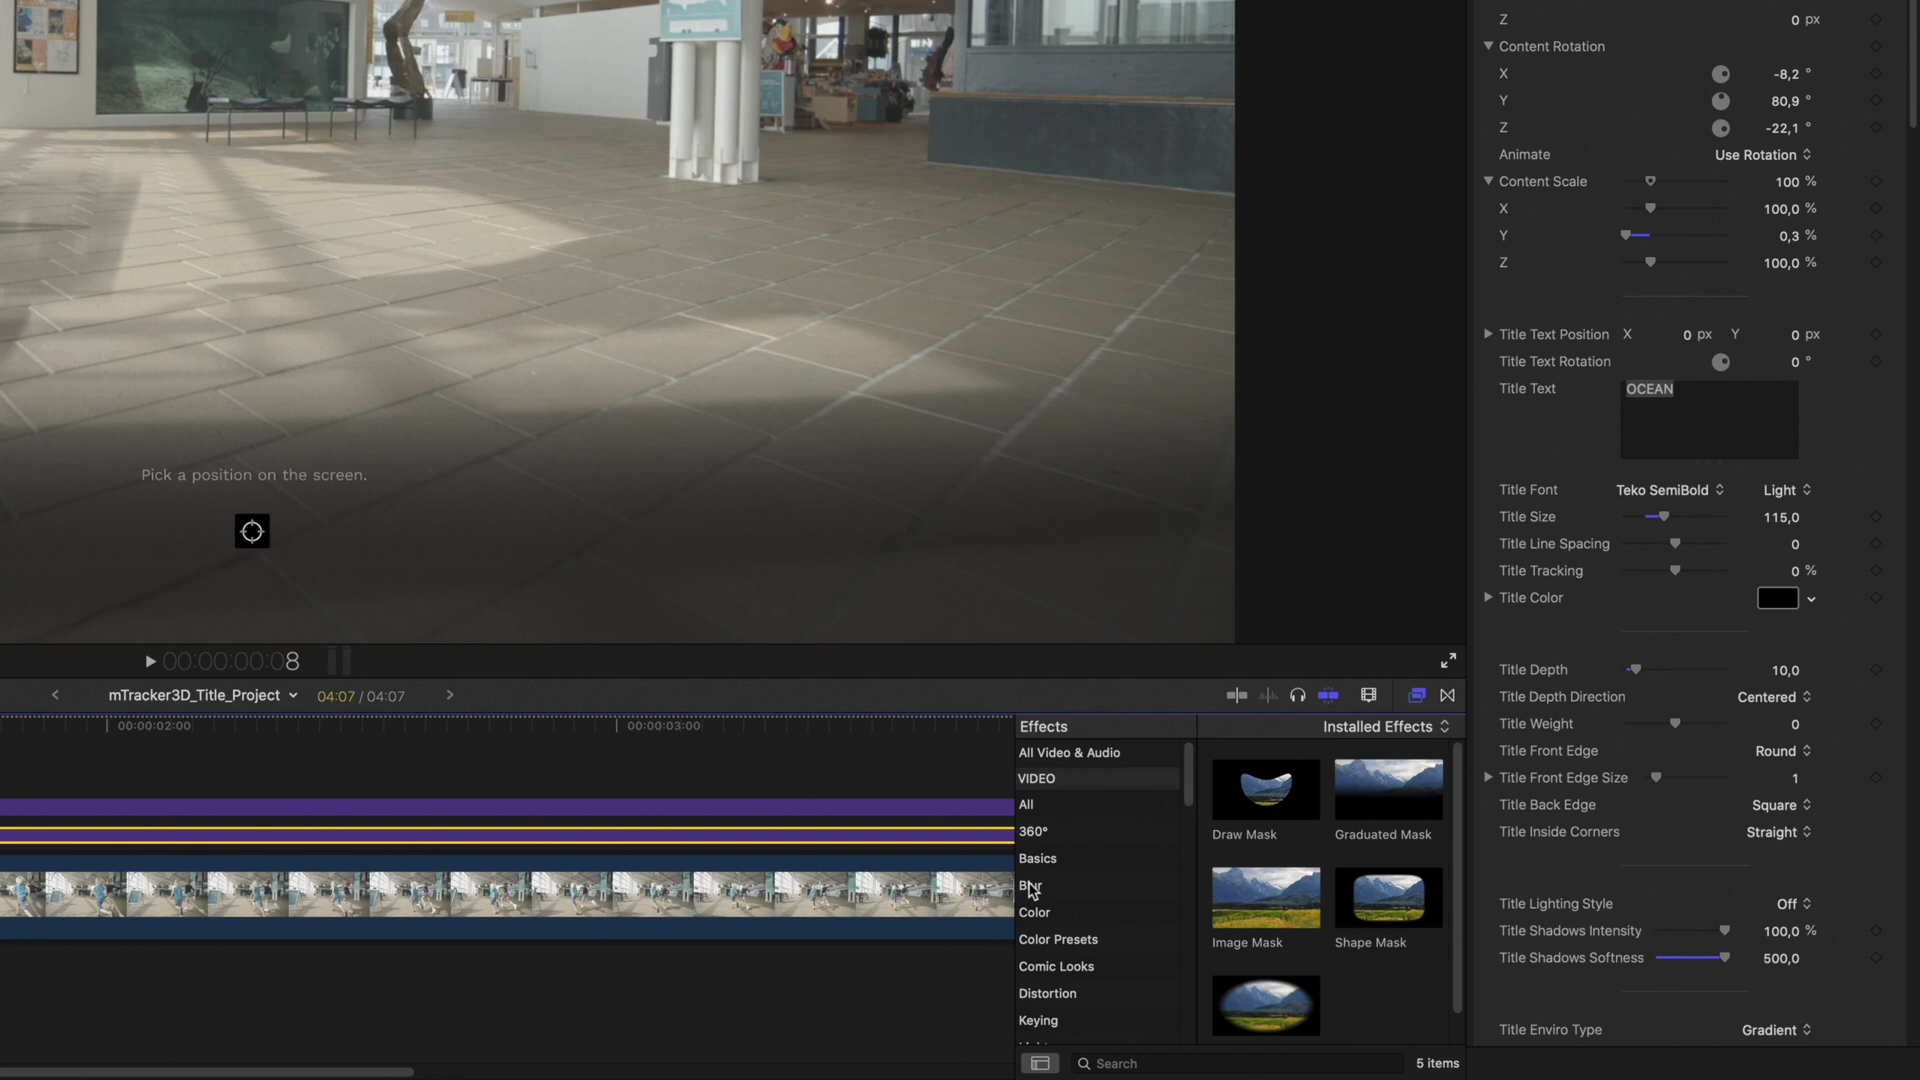 Z 0 px
Content Rotation
X -8,2 °
Y 80,9 °
Z -22,1 °
Animate Use Rotation
Content Scale 100 %
X 100,0 %
Y 0,3 %
Z 100,0 %
Title Text Position X 0 px Y 0 px
Title Text Rotation 0 °
Title Text OCEAN
Title Font Teko SemiBold Light
Title Size 115,0
Title Line Spacing 0
Title Tracking 0 %
Title Color
Title Depth 10,0
Title Depth Direction Centered
Title Weight 0
Title Front Edge Round
Title Front Edge Size 1
Title Back Edge Square
Title Inside Corners Straight
Title Lighting Style Off
Title Shadows Intensity 100,0 %
Title Shadows Softness 500,0
Title Enviro Type Gradient
Pick a position on the screen.
00:00:00:08
mTracker3D_Title_Project 04:07 / 04:07
00:00:02:00 00:00:03:00
Effects Installed Effects
All Video & Audio
VIDEO
All
360°
Basics
Blur
Color
Color Presets
Comic Looks
Distortion
Keying
Draw Mask Graduated Mask
Image Mask Shape Mask
Search 5 items